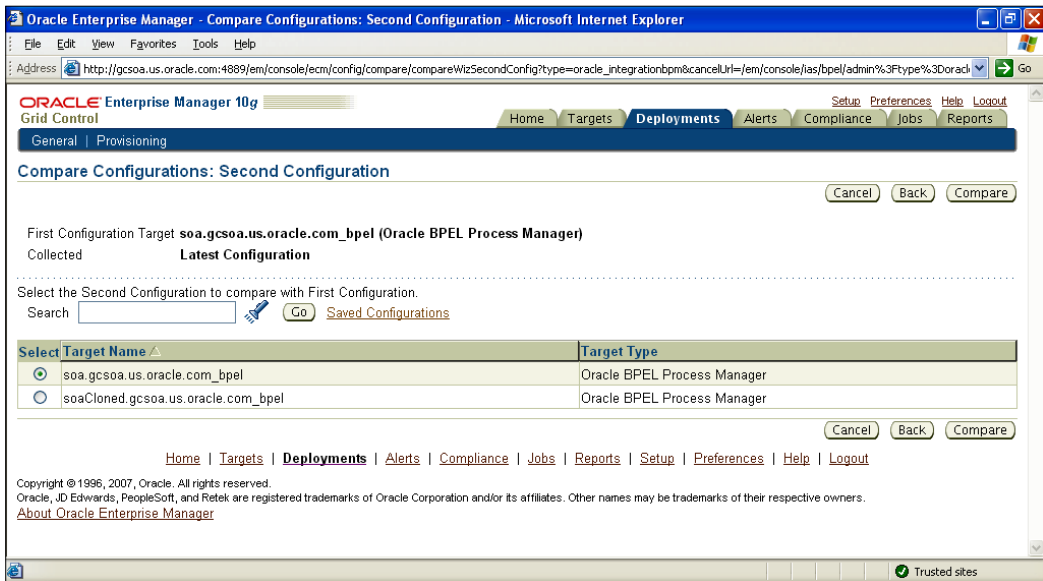 Oracle Enterprise Manager - Compare Configurations: Second Configuration - Microsoft Internet Explorer
File Edit View Favorites Tools Help
Address http://gcsoa.us.oracle.com:4889/em/console/ecm/config/compare/compareWizSecondConfig?type=oracle_integrationbpm&cancelUrl=/em/console/ias/bpel/admin%3Ftype%3Doracl Go
ORACLE Enterprise Manager 10g
Setup Preferences Help Logout
Grid Control
Home Targets Deployments Alerts Compliance Jobs Reports
General | Provisioning
Compare Configurations: Second Configuration
Cancel Back Compare
First Configuration Target soa.gcsoa.us.oracle.com_bpel (Oracle BPEL Process Manager)
Collected Latest Configuration
Select the Second Configuration to compare with First Configuration.
Search Go Saved Configurations
Select Target Name Target Type
soa.gcsoa.us.oracle.com_bpel Oracle BPEL Process Manager
soaCloned.gcsoa.us.oracle.com_bpel Oracle BPEL Process Manager
Cancel Back Compare
Home | Targets | Deployments | Alerts | Compliance | Jobs | Reports | Setup | Preferences | Help | Logout
Copyright © 1996, 2007, Oracle. All rights reserved.
Oracle, JD Edwards, PeopleSoft, and Retek are registered trademarks of Oracle Corporation and/or its affiliates. Other names may be trademarks of their respective owners.
About Oracle Enterprise Manager
Trusted sites